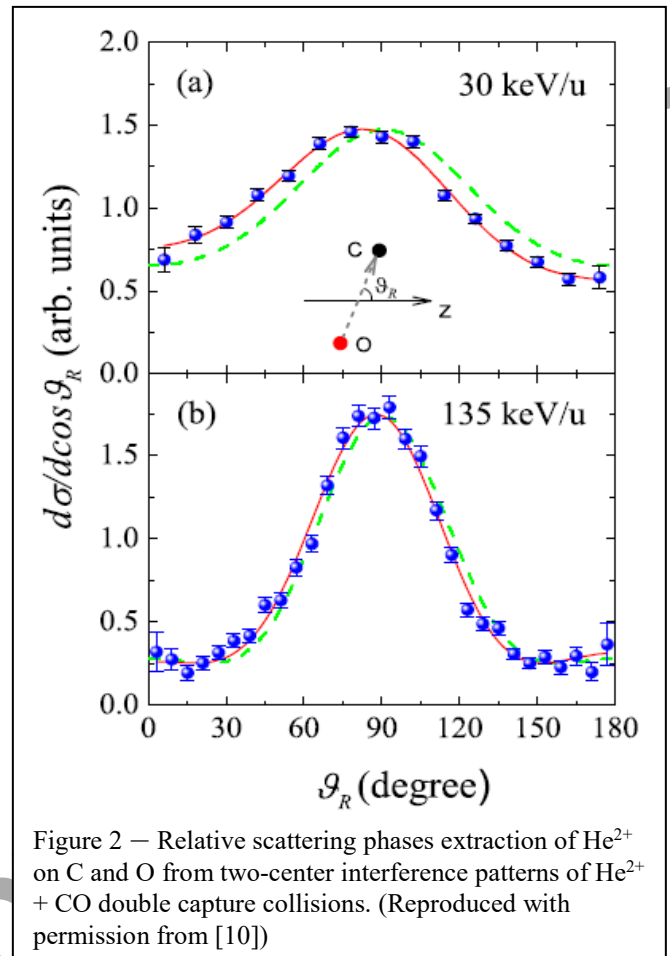 2.0
(a)
30 keV/u
1.5
1.0
C
ϑR
z
0.5
O
0.0
dσ/dcosϑR (arb. units)
(b)
135 keV/u
1.5
1.0
0.5
0.0
0 30 60 90 120 150 180
ϑR (degree)
Figure 2 – Relative scattering phases extraction of He2+
on C and O from two-center interference patterns of He2+
+ CO double capture collisions. (Reproduced with
permission from [10])